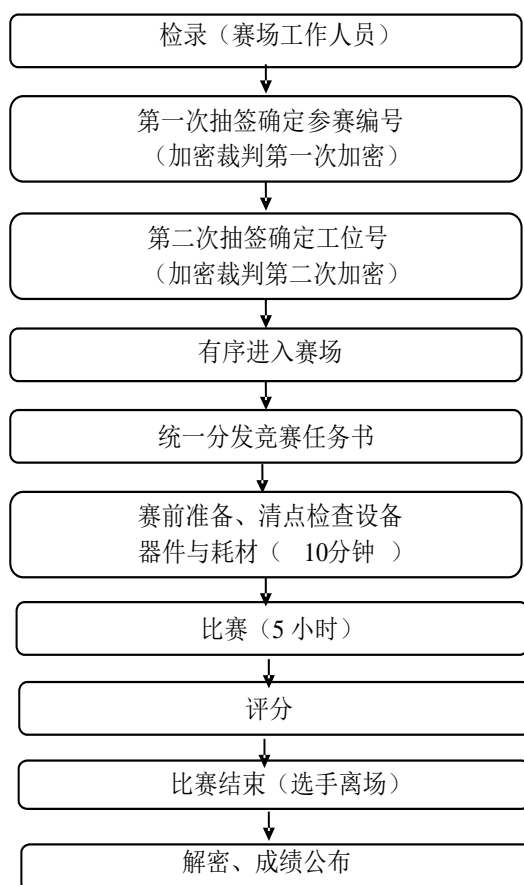 检录（赛场工作人员）
第一次抽签确定参赛编号
（加密裁判第一次加密）
第二次抽签确定工位号
（加密裁判第二次加密）
有序进入赛场
统一分发竞赛任务书
赛前准备、清点检查设备
器件与耗材（ 10分钟 ）
比赛（5 小时）
评分
比赛结束（选手离场）
解密、成绩公布